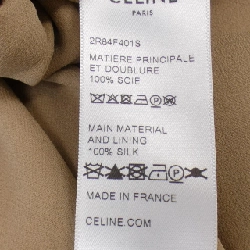 CELINE
PARIS
2R84F401S
MATIÈRE PRINCIPALE
ET DOUBLURE
100% SOIE
MAIN MATERIAL
AND LINING
100% SILK
MADE IN FRANCE
CELINE.COM